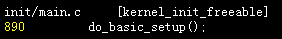 init/main.c     [kernel_init_freeable]
890          do_basic_setup();